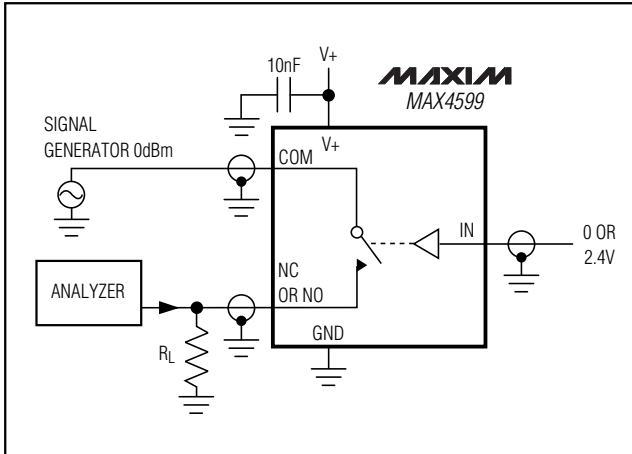 V+
10nF
MAXIM
MAX4599
SIGNAL
GENERATOR 0dBm
V+
COM
IN
0 OR
2.4V
NC
OR NO
ANALYZER
GND
RL